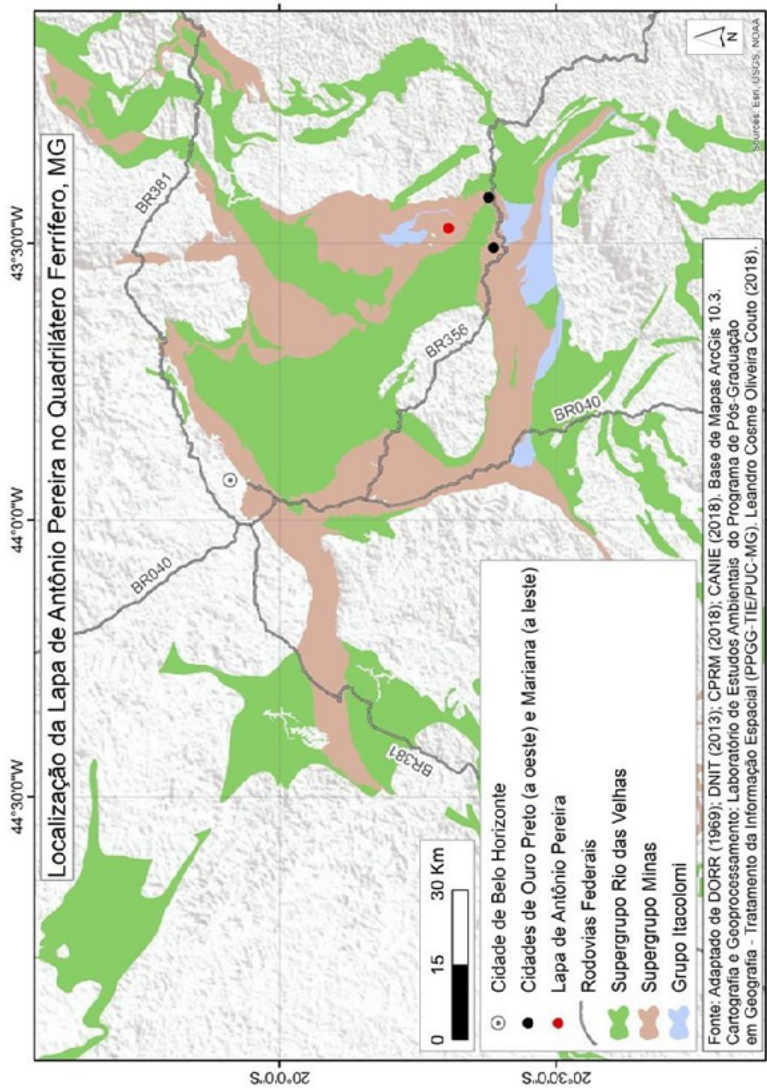 Localização da Lapa de Antônio Pereira no Quadrilátero Ferrífero, MG
44°30'0"W
44°0'0"W
43°30'0"W
20°0'0"S
20°30'0"S
BR040
BR381
BR381
BR356
BR040
N
Sources: Esri, USGS, NOAA
0 15 30 Km
Cidade de Belo Horizonte
Cidades de Ouro Preto (a oeste) e Mariana (a leste)
Lapa de Antônio Pereira
Rodovias Federais
Supergrupo Rio das Velhas
Supergrupo Minas
Grupo Itacolomi
Fonte: Adaptado de DORR (1969); DNIT (2013); CPRM (2018); CANIE (2018). Base de Mapas ArcGis 10.3.
Cartografia e Geoprocessamento: Laboratório de Estudos Ambientais do Programa de Pós-Graduação
em Geografia - Tratamento da Informação Espacial (PPGG-TIE/PUC-MG). Leandro Cosme Oliveira Couto (2018).